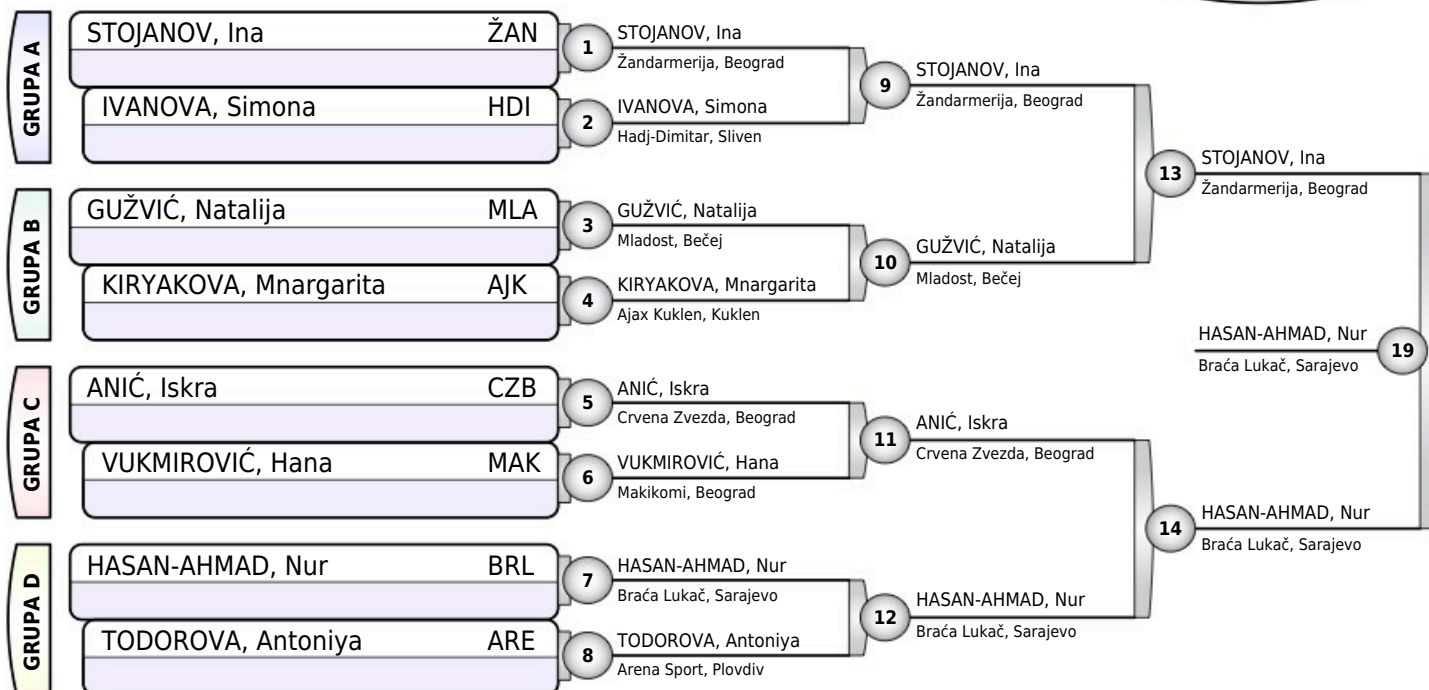 GRUPA A
STOJANOV, Ina ŽAN
IVANOVA, Simona HDI
1
STOJANOV, Ina
Žandarmerija, Beograd
2
IVANOVA, Simona
Hadj-Dimitar, Sliven
9
STOJANOV, Ina
Žandarmerija, Beograd
GRUPA B
GUŽVIĆ, Natalija MLA
KIRYAKOVA, Mnargarita AJK
3
GUŽVIĆ, Natalija
Mladost, Bečej
4
KIRYAKOVA, Mnargarita
Ajax Kuklen, Kuklen
10
GUŽVIĆ, Natalija
Mladost, Bečej
13
STOJANOV, Ina
Žandarmerija, Beograd
GRUPA C
ANIĆ, Iskra CZB
VUKMIROVIĆ, Hana MAK
5
ANIĆ, Iskra
Crvena Zvezda, Beograd
6
VUKMIROVIĆ, Hana
Makikomi, Beograd
11
ANIĆ, Iskra
Crvena Zvezda, Beograd
GRUPA D
HASAN-AHMAD, Nur BRL
TODOROVA, Antoniya ARE
7
HASAN-AHMAD, Nur
Braća Lukač, Sarajevo
8
TODOROVA, Antoniya
Arena Sport, Plovdiv
12
HASAN-AHMAD, Nur
Braća Lukač, Sarajevo
14
HASAN-AHMAD, Nur
Braća Lukač, Sarajevo
HASAN-AHMAD, Nur
Braća Lukač, Sarajevo
19